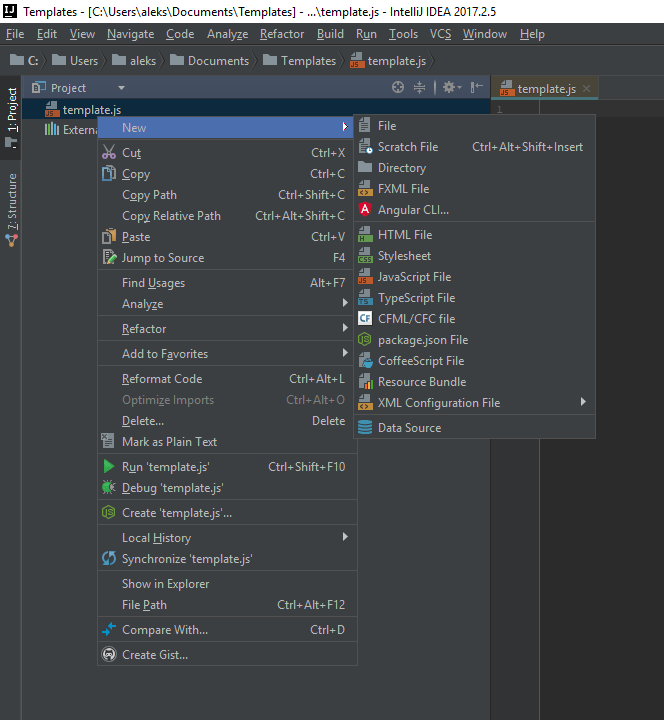 Templates - [C:\Users\aleks\Documents\Templates] - ...\template.js - IntelliJ IDEA 2017.2.5
File Edit View Navigate Code Analyze Refactor Build Run Tools VCS Window Help
C: Users aleks Documents Templates template.js
1: Project
7: Structure
Project
template.js
template.js
1
Externa
New
Cut Ctrl+X
Copy Ctrl+C
Copy Path Ctrl+Shift+C
Copy Relative Path Ctrl+Alt+Shift+C
Paste Ctrl+V
Jump to Source F4
Find Usages Alt+F7
Analyze
Refactor
Add to Favorites
Reformat Code Ctrl+Alt+L
Optimize Imports Ctrl+Alt+O
Delete... Delete
Mark as Plain Text
Run 'template.js' Ctrl+Shift+F10
Debug 'template.js'
Create 'template.js'...
Local History
Synchronize 'template.js'
Show in Explorer
File Path Ctrl+Alt+F12
Compare With... Ctrl+D
Create Gist...
File
Scratch File Ctrl+Alt+Shift+Insert
Directory
FXML File
Angular CLI...
HTML File
Stylesheet
JavaScript File
TypeScript File
CFML/CFC file
package.json File
CoffeeScript File
Resource Bundle
XML Configuration File
Data Source